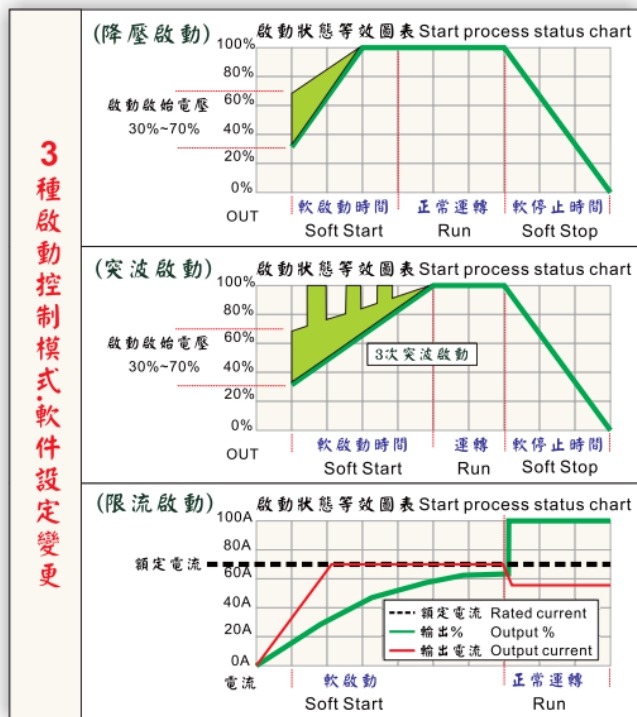 3種啟動控制模式.軟件設定變更
(降壓啟動)
啟動狀態等效圖表 Start process status chart
100%
80%
60%
40%
20%
0%
啟動啟始電壓
30%~70%
OUT
軟啟動時間
正常運轉
軟停止時間
Soft Start
Run
Soft Stop
(突波啟動)
啟動狀態等效圖表 Start process status chart
100%
80%
60%
40%
20%
0%
啟動啟始電壓
30%~70%
3次突波啟動
OUT
軟啟動時間
運轉
軟停止時間
Soft Start
Run
Soft Stop
(限流啟動)
啟動狀態等效圖表 Start process status chart
100A
80A
額定電流
60A
40A
20A
0A
額定電流 Rated current
輸出% Output %
輸出電流 Output current
電流
軟啟動
正常運轉
Soft Start
Run